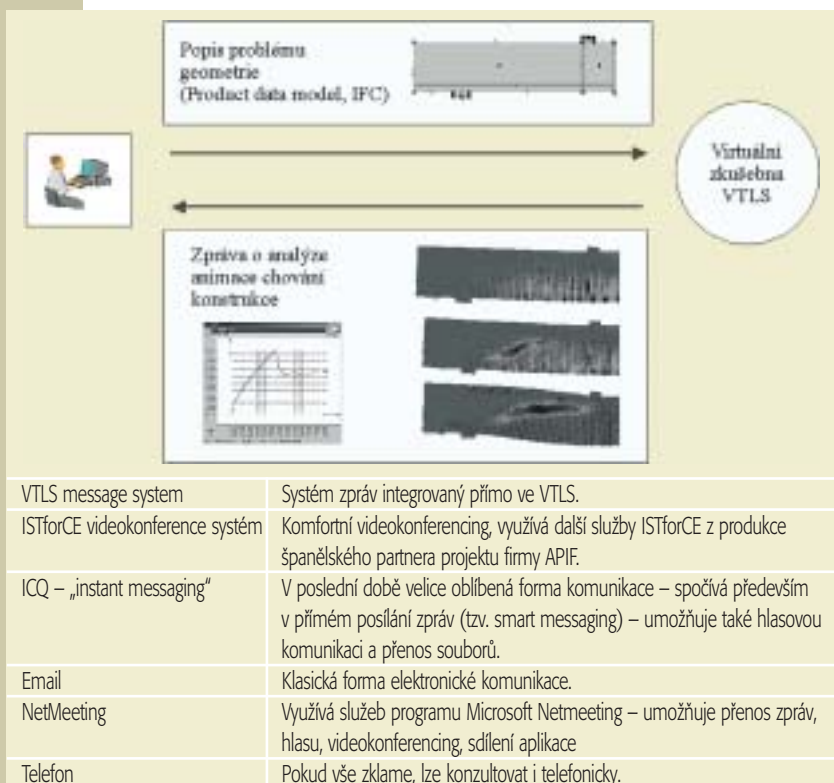 Popis problému
geometrie
(Product data model, IFC)
Virtuální
zkušebna
VTLS
Zpráva o analýze
animace chování
konstrukce
VTLS message system
Systém zpráv integrovaný přímo ve VTLS.
ISTforCE videokonference systém
Komfortní videokonferencing, využívá další služby ISTforCE z produkce
španělského partnera projektu firmy APIF.
ICQ – „instant messaging“
V poslední době velice oblíbená forma komunikace – spočívá především
v přímém posílání zpráv (tzv. smart messaging) – umožňuje také hlasovou
komunikaci a přenos souborů.
Email
Klasická forma elektronické komunikace.
NetMeeting
Využívá služeb programu Microsoft Netmeeting – umožňuje přenos zpráv,
hlasu, videokonferencing, sdílení aplikace
Telefon
Pokud vše zklame, lze konzultovat i telefonicky.